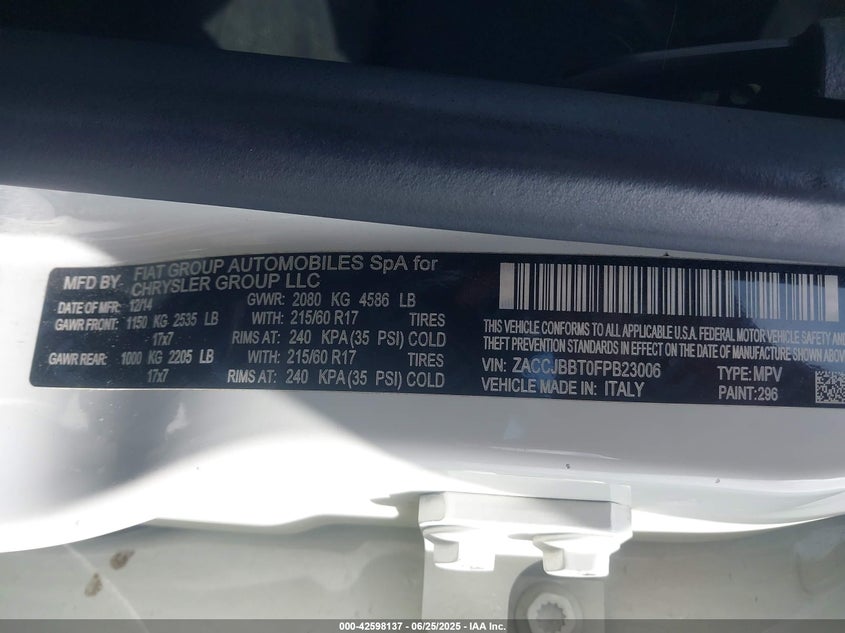 MFD BY: FIAT GROUP AUTOMOBILES SpA for
CHRYSLER GROUP LLC
DATE OF MFR: 12/14 GVWR: 2080 KG 4586 LB
GAWR FRONT: 1150 KG 2535 LB WITH: 215/60 R17 TIRES
17x7 RIMS AT: 240 KPA (35 PSI) COLD
GAWR REAR: 1000 KG 2205 LB WITH: 215/60 R17 TIRES
17x7 RIMS AT: 240 KPA (35 PSI) COLD
THIS VEHICLE CONFORMS TO ALL APPLICABLE U.S.A. FEDERAL MOTOR VEHICLE SAFETY AND
THEFT PREVENTION STANDARDS IN EFFECT ON THE DATE OF MANUFACTURE SHOWN ABOVE.
VIN: ZACCJBBT0FPB23006 TYPE: MPV
VEHICLE MADE IN: ITALY PAINT:296
000-42598137 - 06/25/2025 - IAA Inc.